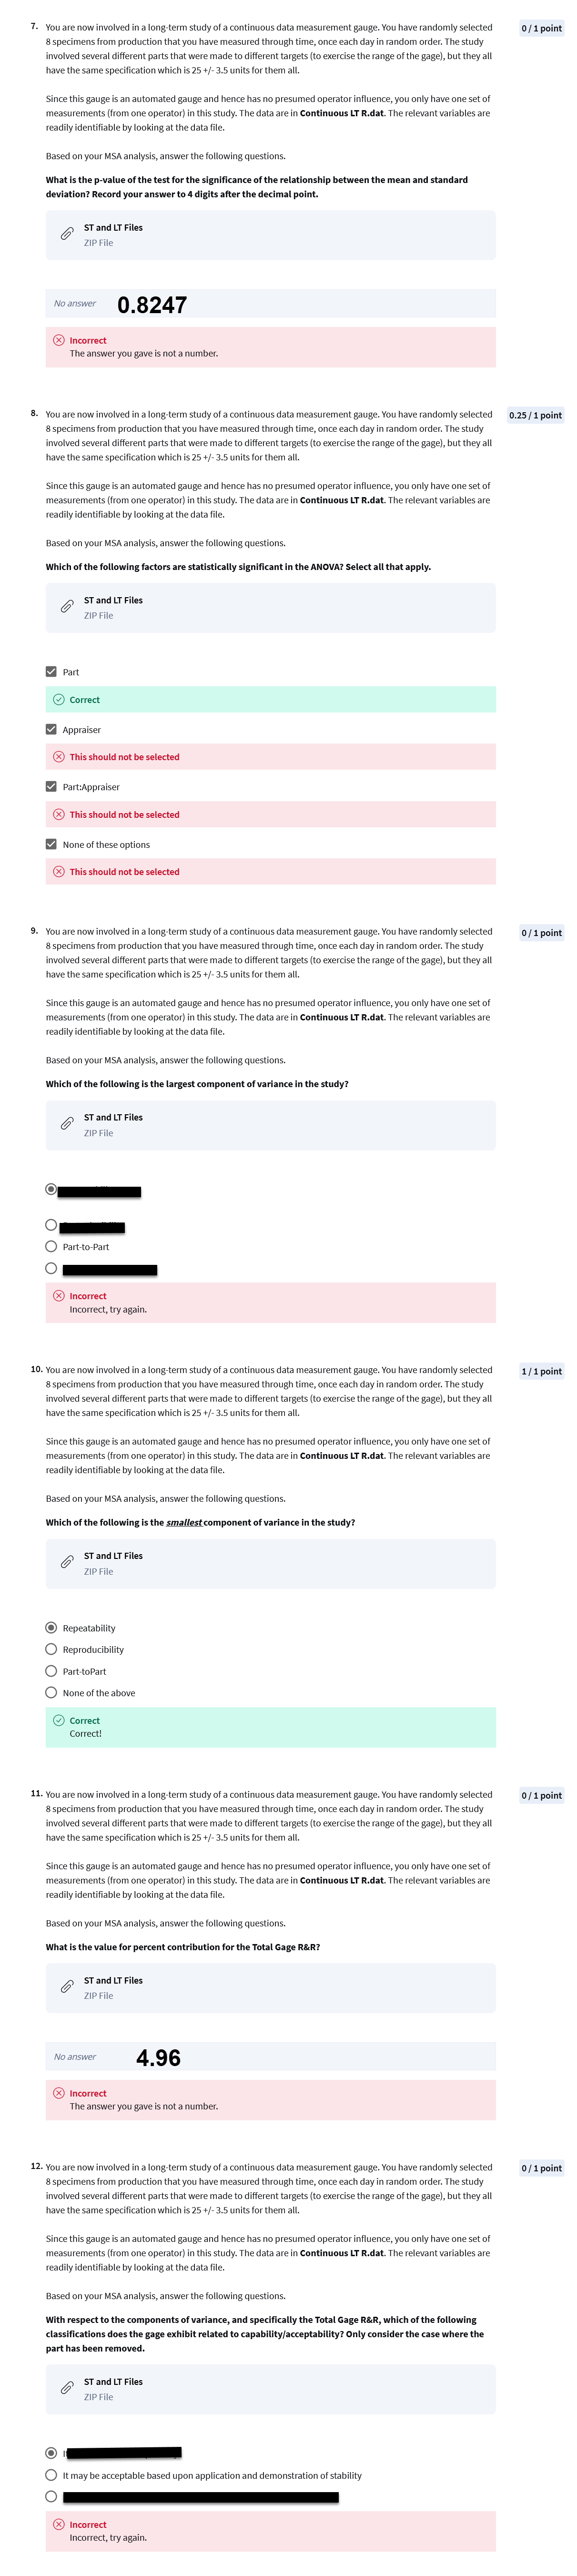 7. You are now involved in a long-term study of a continuous data measurement gauge. You have randomly selected
0 / 1 point
8 specimens from production that you have measured through time, once each day in random order. The study
involved several different parts that were made to different targets (to exercise the range of the gage), but they all
have the same specification which is 25 +/- 3.5 units for them all.
Since this gauge is an automated gauge and hence has no presumed operator influence, you only have one set of
measurements (from one operator) in this study. The data are in Continuous LT R.dat. The relevant variables are
readily identifiable by looking at the data file.
Based on your MSA analysis, answer the following questions.
What is the p-value of the test for the significance of the relationship between the mean and standard
deviation? Record your answer to 4 digits after the decimal point.
ST and LT Files
ZIP File
No answer 0.8247
Incorrect
The answer you gave is not a number.
8. You are now involved in a long-term study of a continuous data measurement gauge. You have randomly selected
0.25 / 1 point
8 specimens from production that you have measured through time, once each day in random order. The study
involved several different parts that were made to different targets (to exercise the range of the gage), but they all
have the same specification which is 25 +/- 3.5 units for them all.
Since this gauge is an automated gauge and hence has no presumed operator influence, you only have one set of
measurements (from one operator) in this study. The data are in Continuous LT R.dat. The relevant variables are
readily identifiable by looking at the data file.
Based on your MSA analysis, answer the following questions.
Which of the following factors are statistically significant in the ANOVA? Select all that apply.
ST and LT Files
ZIP File
Part
Correct
Appraiser
This should not be selected
Part:Appraiser
This should not be selected
None of these options
This should not be selected
9. You are now involved in a long-term study of a continuous data measurement gauge. You have randomly selected
0 / 1 point
8 specimens from production that you have measured through time, once each day in random order. The study
involved several different parts that were made to different targets (to exercise the range of the gage), but they all
have the same specification which is 25 +/- 3.5 units for them all.
Since this gauge is an automated gauge and hence has no presumed operator influence, you only have one set of
measurements (from one operator) in this study. The data are in Continuous LT R.dat. The relevant variables are
readily identifiable by looking at the data file.
Based on your MSA analysis, answer the following questions.
Which of the following is the largest component of variance in the study?
ST and LT Files
ZIP File
Part-to-Part
Incorrect
Incorrect, try again.
10. You are now involved in a long-term study of a continuous data measurement gauge. You have randomly selected
1 / 1 point
8 specimens from production that you have measured through time, once each day in random order. The study
involved several different parts that were made to different targets (to exercise the range of the gage), but they all
have the same specification which is 25 +/- 3.5 units for them all.
Since this gauge is an automated gauge and hence has no presumed operator influence, you only have one set of
measurements (from one operator) in this study. The data are in Continuous LT R.dat. The relevant variables are
readily identifiable by looking at the data file.
Based on your MSA analysis, answer the following questions.
Which of the following is the smallest component of variance in the study?
ST and LT Files
ZIP File
Repeatability
Reproducibility
Part-toPart
None of the above
Correct
Correct!
11. You are now involved in a long-term study of a continuous data measurement gauge. You have randomly selected
0 / 1 point
8 specimens from production that you have measured through time, once each day in random order. The study
involved several different parts that were made to different targets (to exercise the range of the gage), but they all
have the same specification which is 25 +/- 3.5 units for them all.
Since this gauge is an automated gauge and hence has no presumed operator influence, you only have one set of
measurements (from one operator) in this study. The data are in Continuous LT R.dat. The relevant variables are
readily identifiable by looking at the data file.
Based on your MSA analysis, answer the following questions.
What is the value for percent contribution for the Total Gage R&R?
ST and LT Files
ZIP File
No answer 4.96
Incorrect
The answer you gave is not a number.
12. You are now involved in a long-term study of a continuous data measurement gauge. You have randomly selected
0 / 1 point
8 specimens from production that you have measured through time, once each day in random order. The study
involved several different parts that were made to different targets (to exercise the range of the gage), but they all
have the same specification which is 25 +/- 3.5 units for them all.
Since this gauge is an automated gauge and hence has no presumed operator influence, you only have one set of
measurements (from one operator) in this study. The data are in Continuous LT R.dat. The relevant variables are
readily identifiable by looking at the data file.
Based on your MSA analysis, answer the following questions.
With respect to the components of variance, and specifically the Total Gage R&R, which of the following
classifications does the gage exhibit related to capability/acceptability? Only consider the case where the
part has been removed.
ST and LT Files
ZIP File
It may be acceptable based upon application and demonstration of stability
Incorrect
Incorrect, try again.